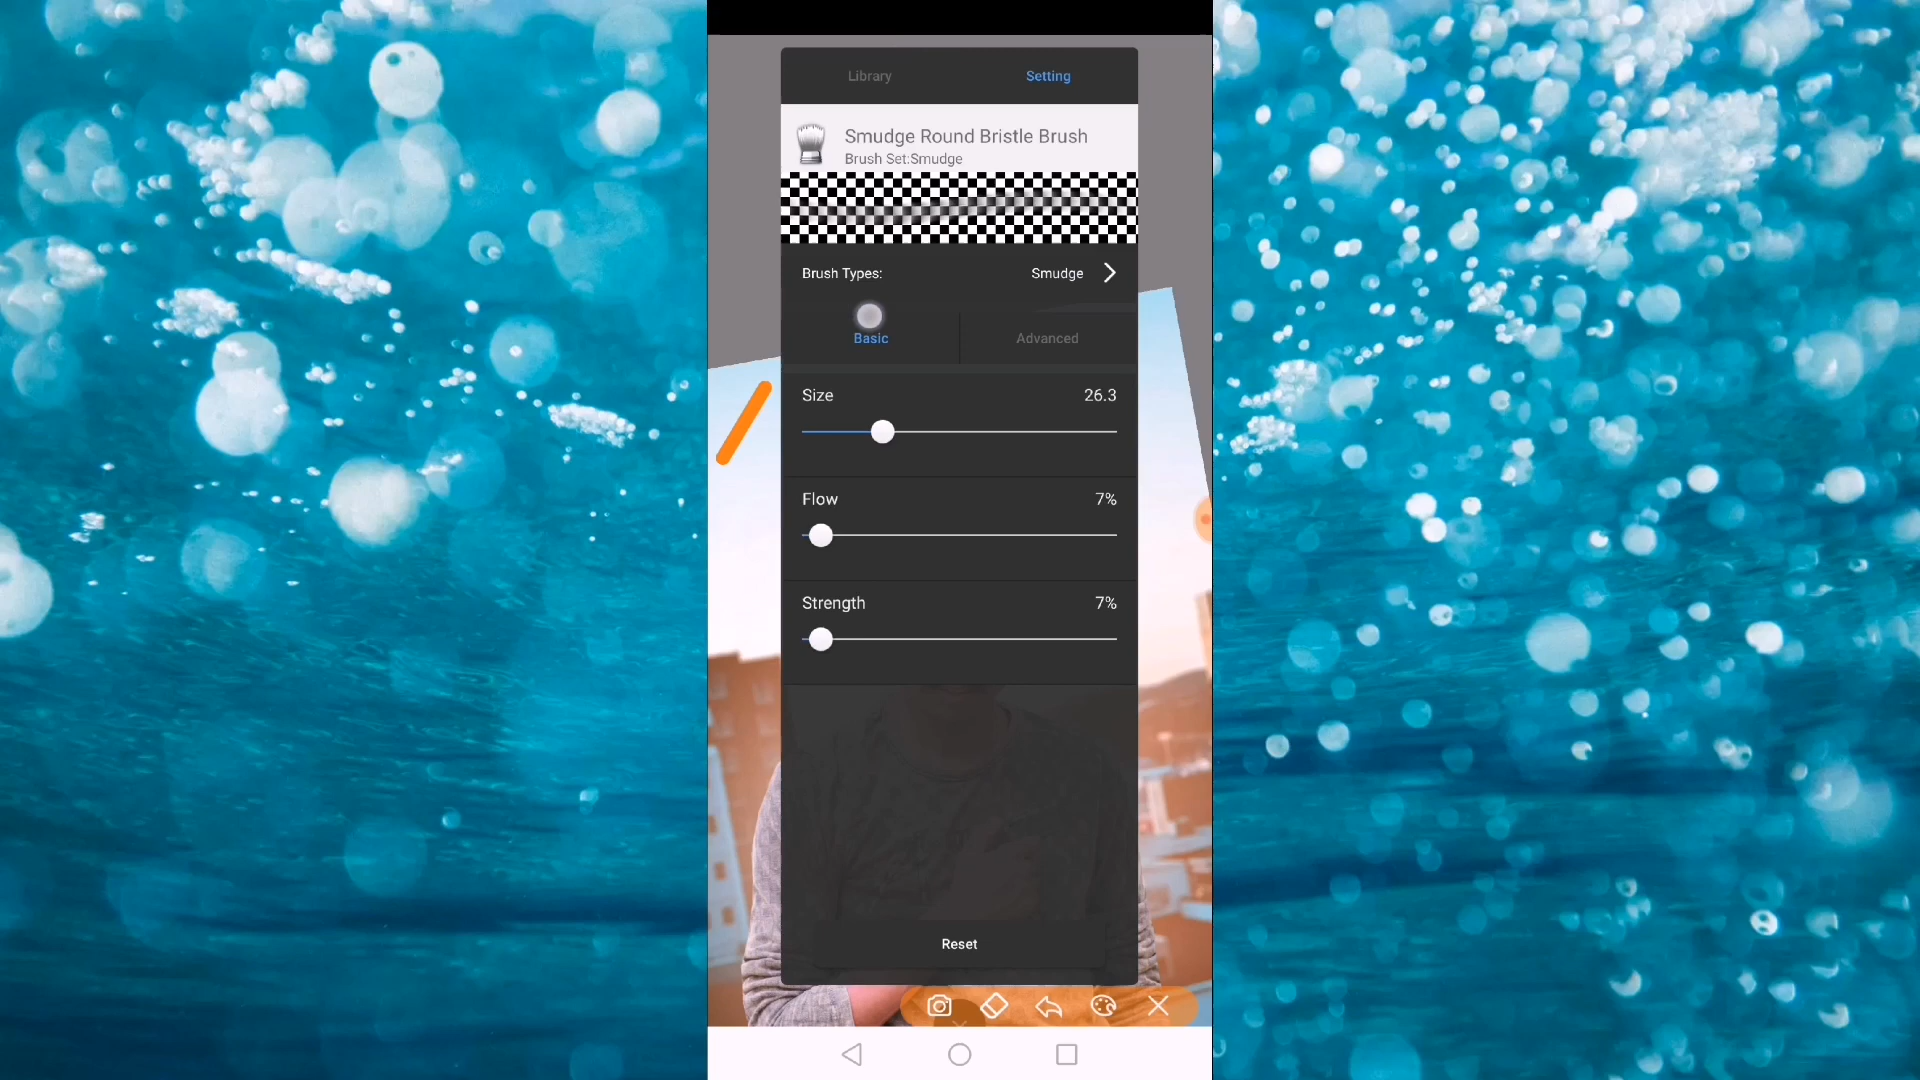 Library Setting
Smudge Round Bristle Brush
Brush Set:Smudge
Brush Types: Smudge
Basic Advanced
Size 26.3
Flow 7%
Strength 7%
Reset